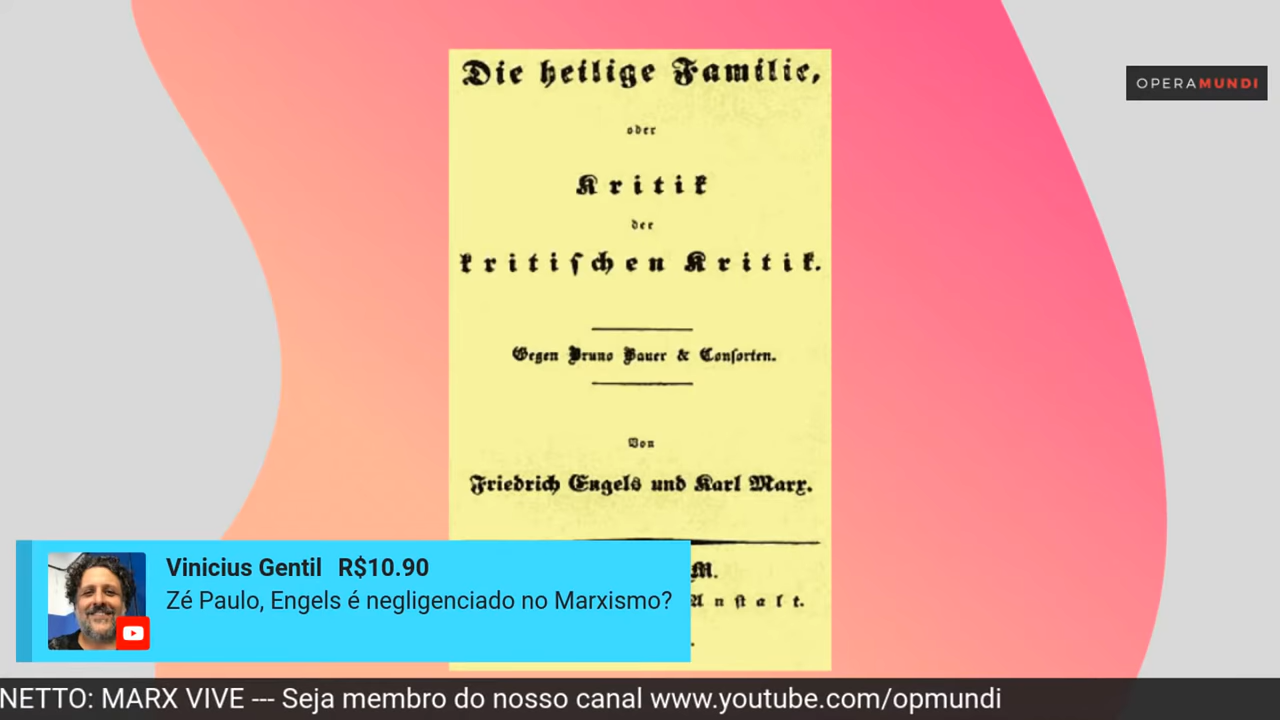 Die heilige Familie,
oder
Kritik
der
kritiſchen Kritik.
Gegen Bruno Bauer & Conſorten.
Von
Friedrich Engels und Karl Marx.
M.
Anſtalt.
OPERAMUNDI
Vinicius Gentil R$10.90
Zé Paulo, Engels é negligenciado no Marxismo?
NETTO: MARX VIVE --- Seja membro do nosso canal www.youtube.com/opmundi